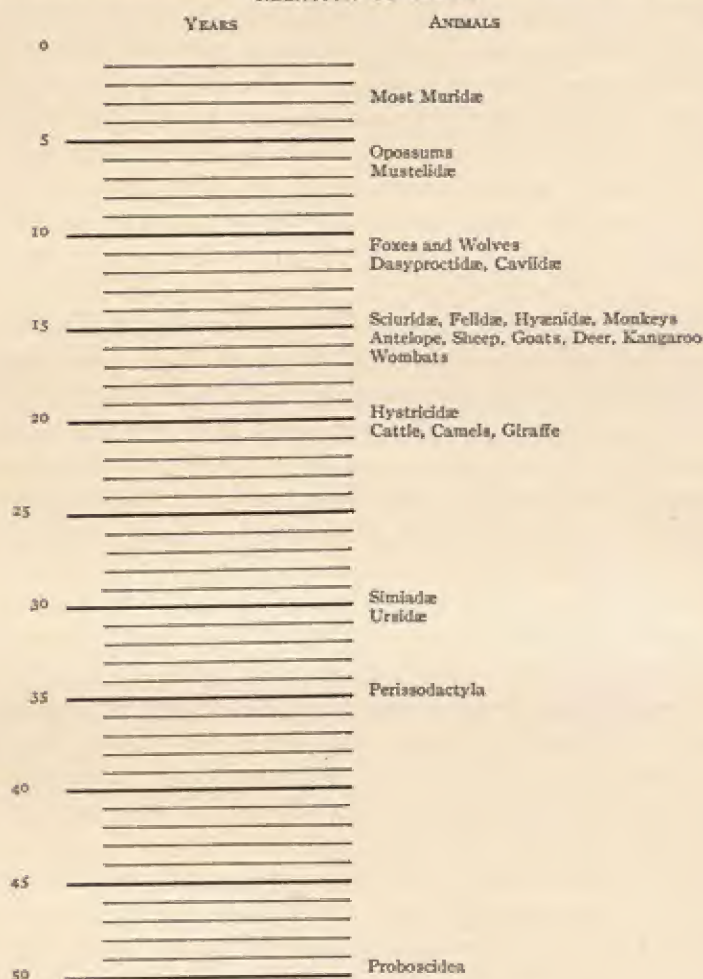 YEARS ANIMALS
0
Most Muridæ
5
Opossums
Mustelidæ
10
Foxes and Wolves
Dasyproctidæ, Caviidæ
15
Sciuridæ, Felidæ, Hyænidæ, Monkeys
Antelope, Sheep, Goats, Deer, Kangaroo
Wombats
20
Hystricidæ
Cattle, Camels, Giraffe
25
30
Simiadæ
Ursidæ
35
Perissodactyla
40
45
50
Proboscidea